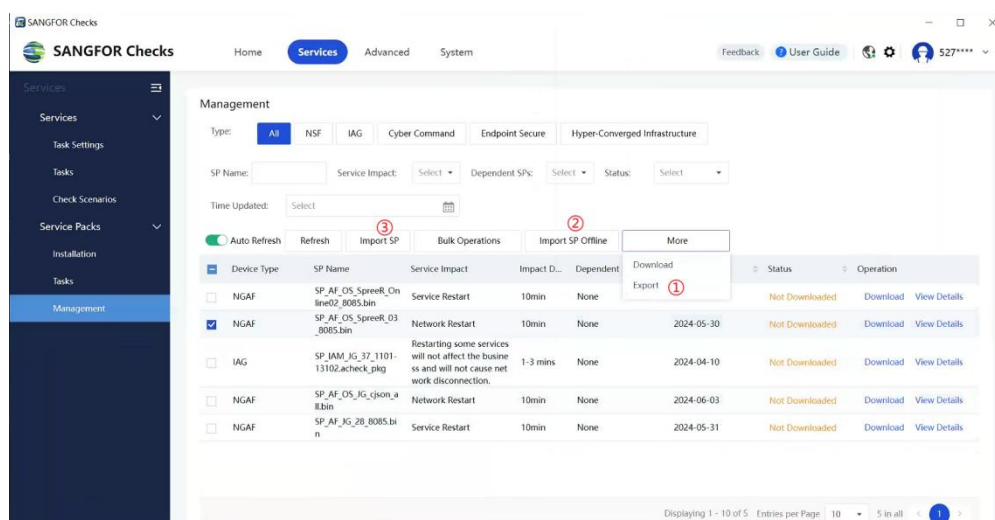 SANGFOR Checks
SANGFOR Checks
Home Services Advanced System
Feedback ? User Guide 527****
Services
Services
Task Settings
Tasks
Check Scenarios
Service Packs
Installation
Tasks
Management
Management
Type: All NSF IAG Cyber Command Endpoint Secure Hyper-Converged Infrastructure
SP Name: Service Impact: Select Dependent SPs: Select Status: Select
Time Updated: Select
③ ②
Auto Refresh Refresh Import SP Bulk Operations Import SP Offline More
Download
Export ①
Device Type SP Name Service Impact Impact D... Dependent Status Operation
NGAF SP_AF_OS_SpreeR_On Service Restart 10min None Not Downloaded Download View Details
line02_8085.bin
NGAF SP_AF_OS_SpreeR_03 Network Restart 10min None 2024-05-30 Not Downloaded Download View Details
_8085.bin
IAG SP_IAM_JG_37_1101- 1-3 mins None 2024-04-10 Not Downloaded Download View Details
13102.acheck_pkg
Restarting some services
will not affect the busine
ss and will not cause net
work disconnection.
NGAF SP_AF_OS_JG_cjson_a Network Restart 10min None 2024-06-03 Not Downloaded Download View Details
ll.bin
NGAF SP_AF_JG_28_8085.bi Service Restart 10min None 2024-05-31 Not Downloaded Download View Details
n
Displaying 1 - 10 of 5 Entries per Page 10 5 in all < 1 >